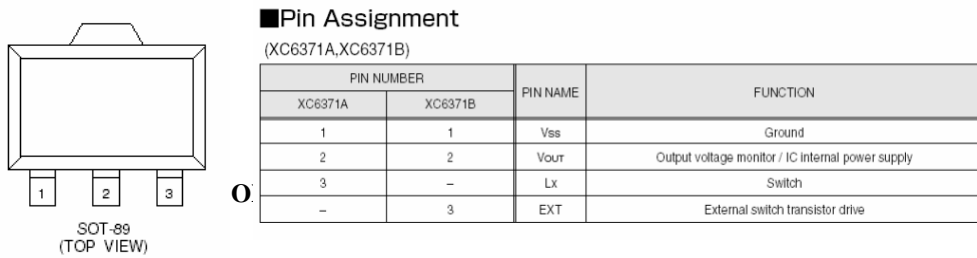 ■Pin Assignment
(XC6371A,XC6371B)
PIN NUMBER PIN NAME FUNCTION
XC6371A XC6371B
1 1 Vss Ground
2 2 VOUT Output voltage monitor / IC internal power supply
3 – Lx Switch
– 3 EXT External switch transistor drive
1 2 3
SOT-89
(TOP VIEW)